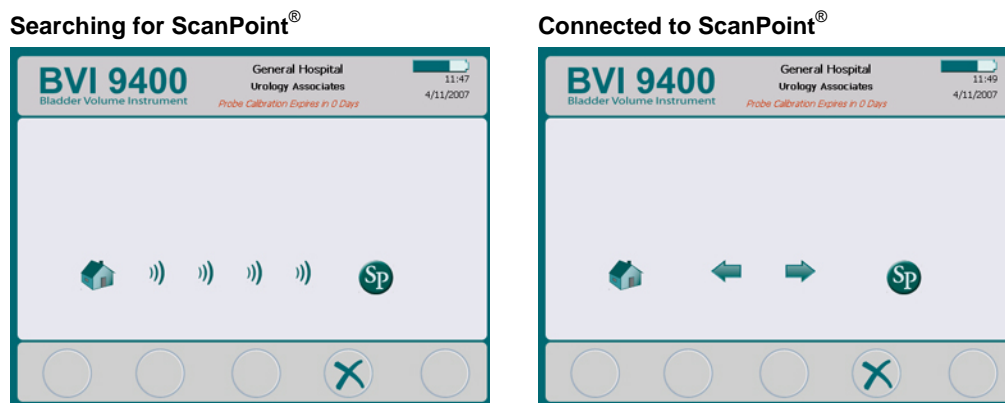 Searching for ScanPoint®
BVI 9400
Bladder Volume Instrument
General Hospital
Urology Associates
Probe Calibration Expires in 0 Days
11:47
4/11/2007
SP
Connected to ScanPoint®
BVI 9400
Bladder Volume Instrument
General Hospital
Urology Associates
Probe Calibration Expires in 0 Days
11:49
4/11/2007
SP